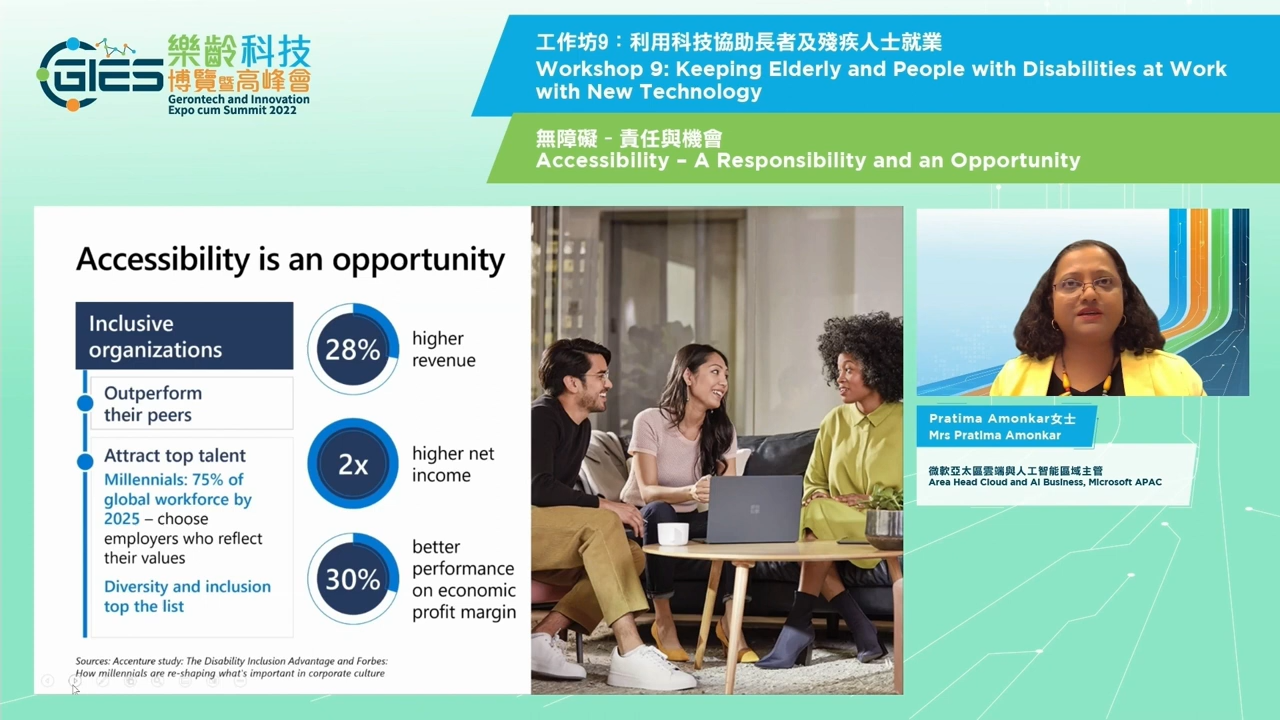 GIES
樂齡科技
博覽暨高峰會
Gerontech and Innovation
Expo cum Summit 2022
工作坊9：利用科技協助長者及殘疾人士就業
Workshop 9: Keeping Elderly and People with Disabilities at Work
with New Technology
無障礙 - 責任與機會
Accessibility – A Responsibility and an Opportunity
Accessibility is an opportunity
Inclusive
organizations
Outperform
their peers
Attract top talent
Millennials: 75% of
global workforce by
2025 – choose
employers who reflect
their values
Diversity and inclusion
top the list
28%
higher
revenue
2x
higher net
income
30%
better
performance
on economic
profit margin
Sources: Accenture study: The Disability Inclusion Advantage and Forbes:
How millennials are re-shaping what's important in corporate culture
Pratima Amonkar女士
Mrs Pratima Amonkar
微軟亞太區雲端與人工智能區域主管
Area Head Cloud and AI Business, Microsoft APAC